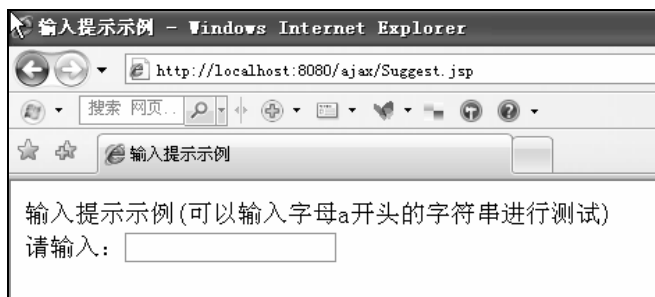 输入提示示例 - Windows Internet Explorer
http://localhost:8080/ajax/Suggest.jsp
搜索 网页..
输入提示示例
输入提示示例(可以输入字母a开头的字符串进行测试)
请输入: